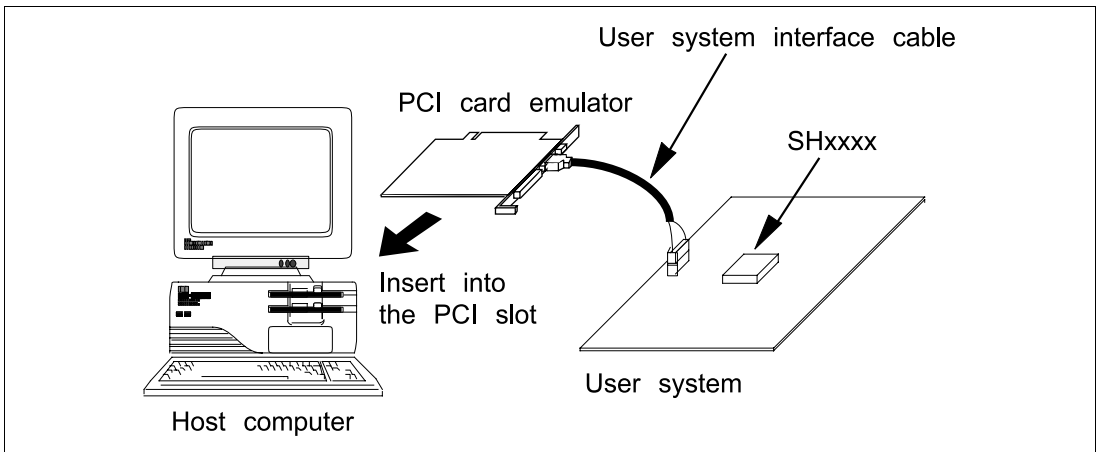 User system interface cable
PCI card emulator
SHxxxx
Insert into
the PCI slot
User system
Host computer